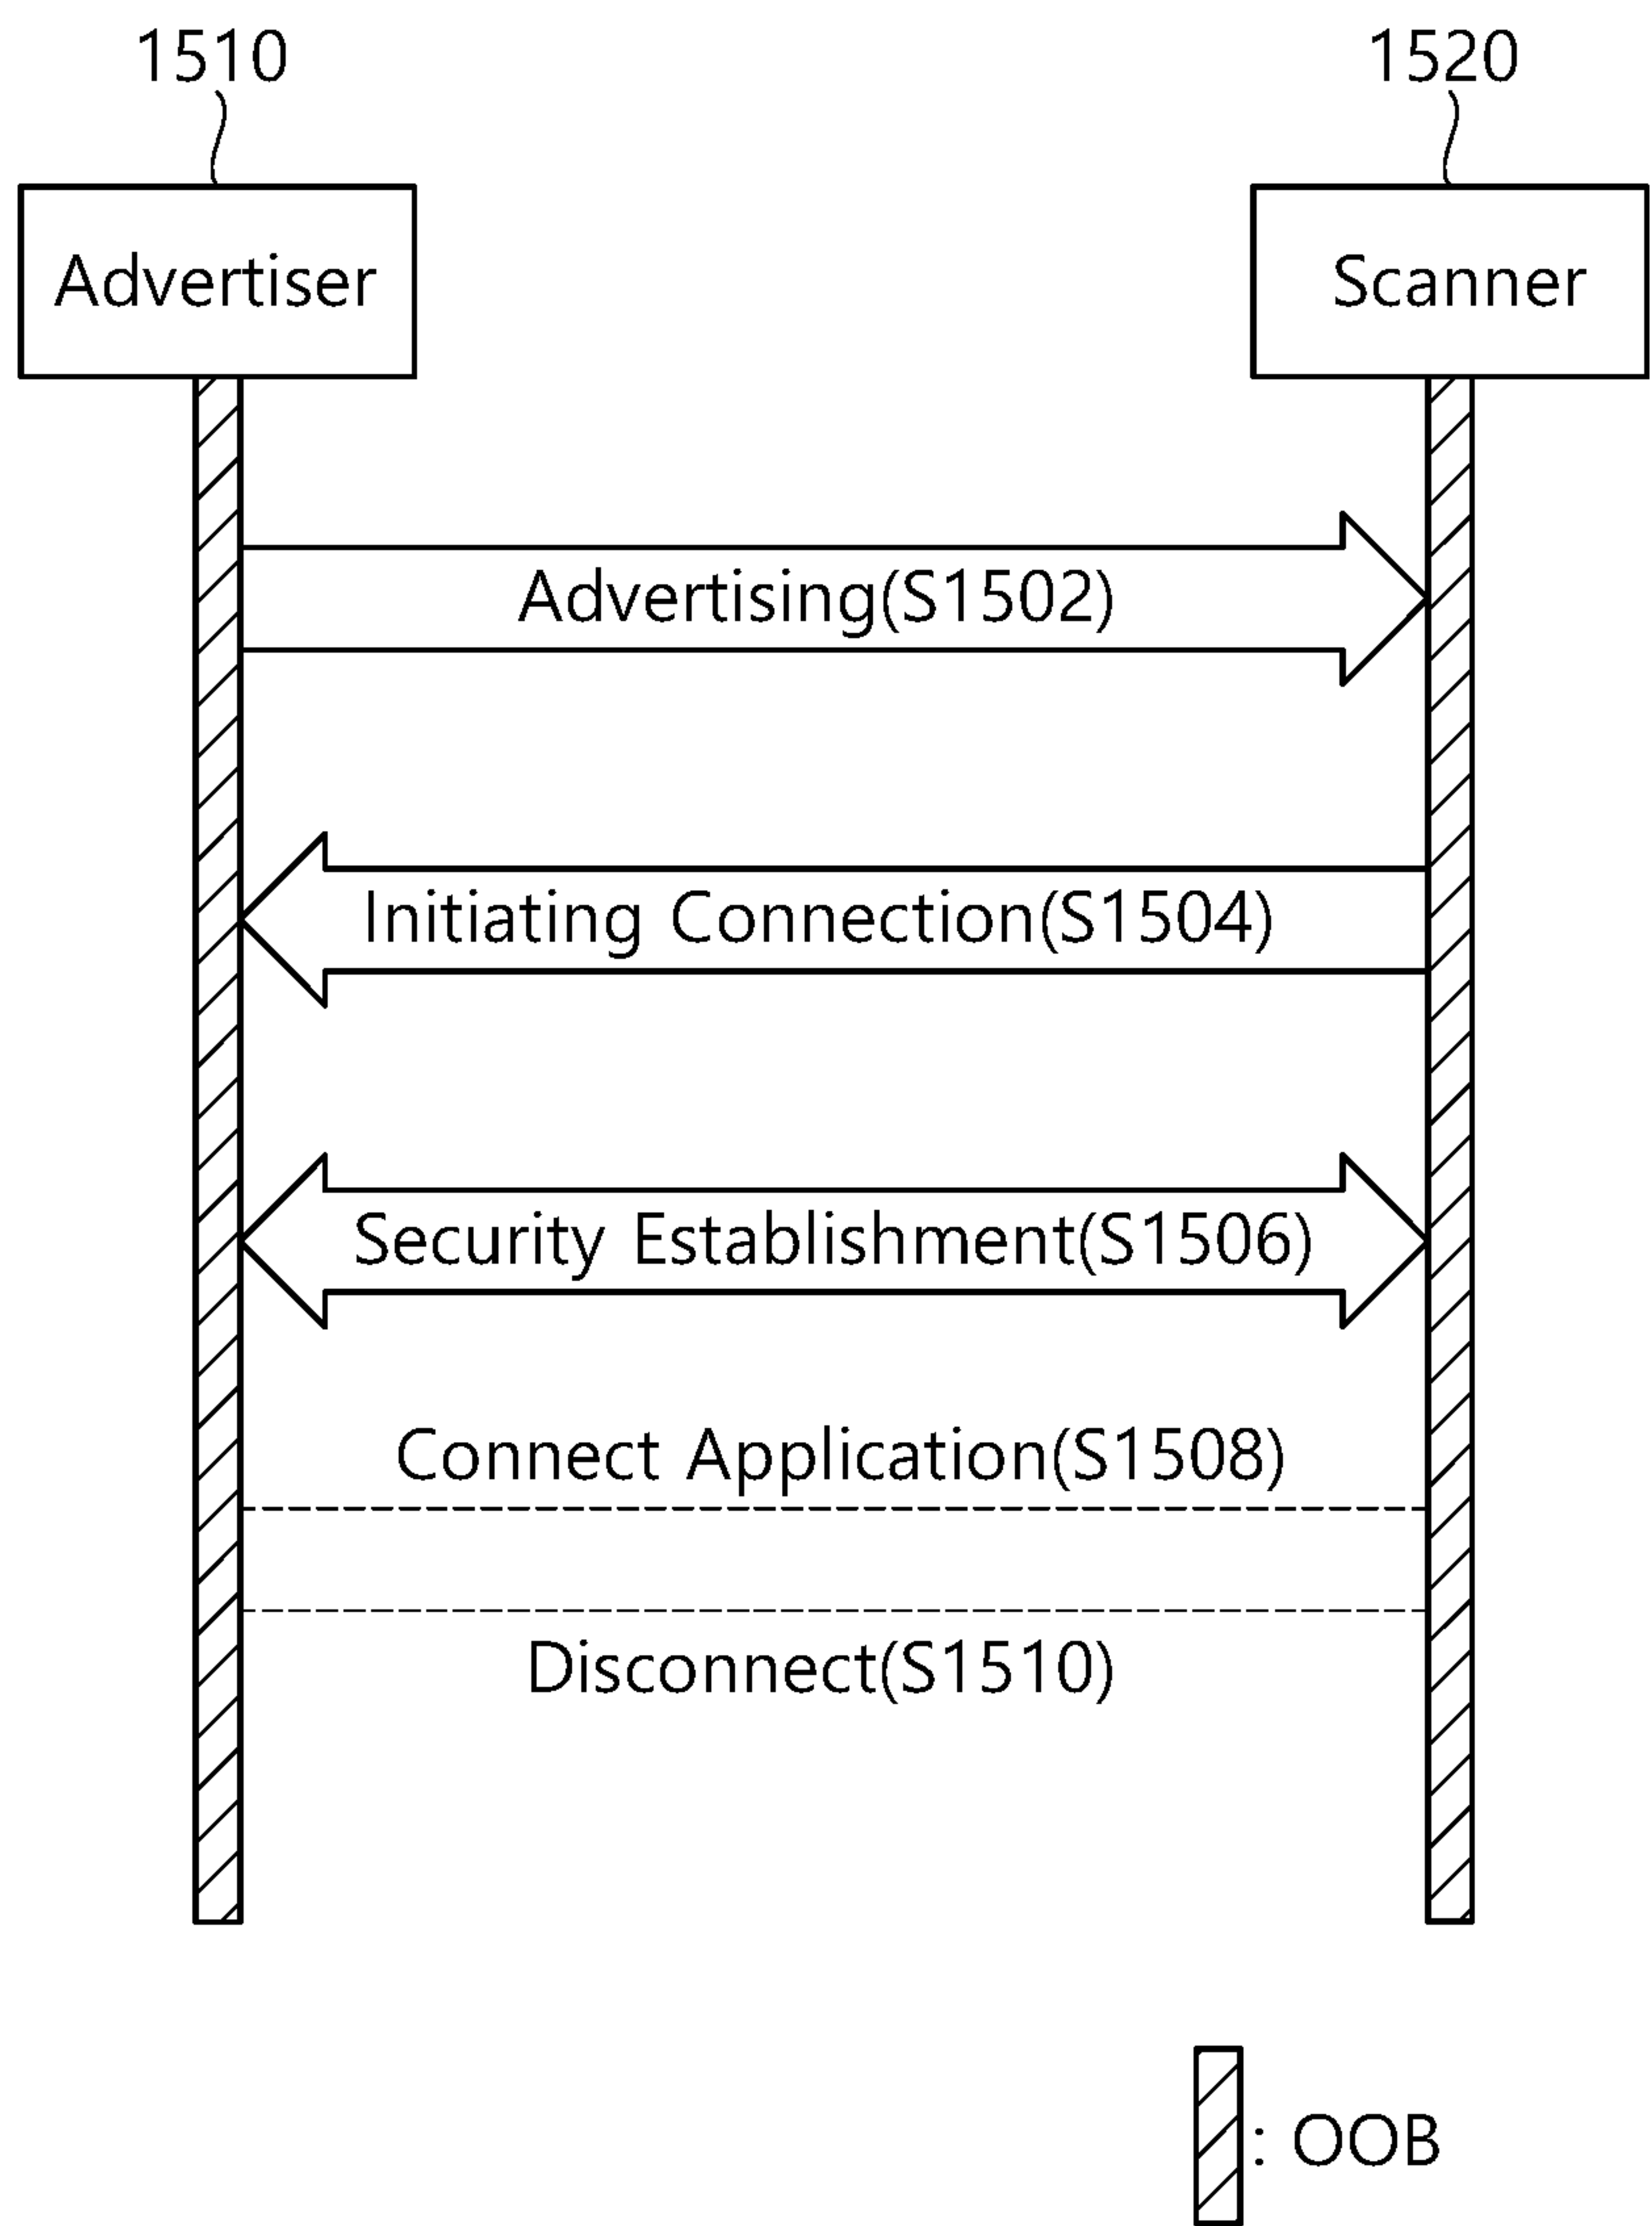 1510
1520
Advertiser
Scanner
Advertising(S1502)
Initiating Connection(S1504)
Security Establishment(S1506)
Connect Application(S1508)
Disconnect(S1510)
: OOB